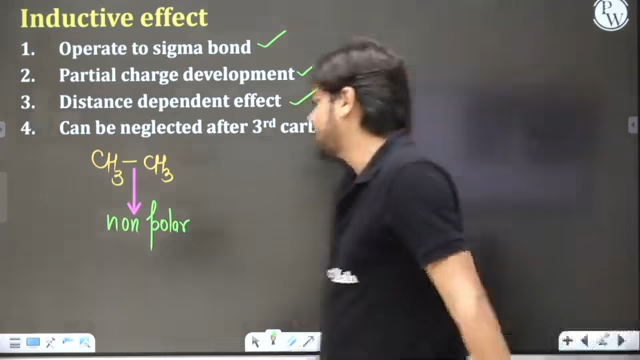 Inductive effect
PW
1. Operate to sigma bond
2. Partial charge development
3. Distance dependent effect
4. Can be neglected after 3rd
CH3 — CH3
non polar